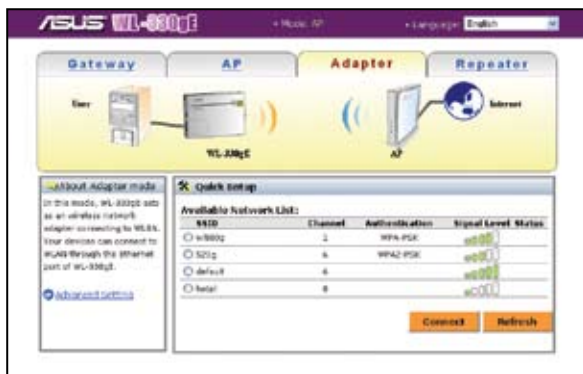 ASUS WL-330gE
Mode: AP
Language: English
Gateway AP Adapter Repeater
User
Internet
WL-330gE
AP
About Adapter mode
In this mode, WL-330gE acts
as an wireless network
adapter connecting to WLAN.
Your devices can connect to
WLAN through the Ethernet
port of WL-330gE.
Advanced Setting
Quick Setup
Available Network List:
SSID Channel Authentication Signal Level Status
1 WPA-PSK
520g 6 WPA2-PSK
default 6
hotal 8
Connect Refresh